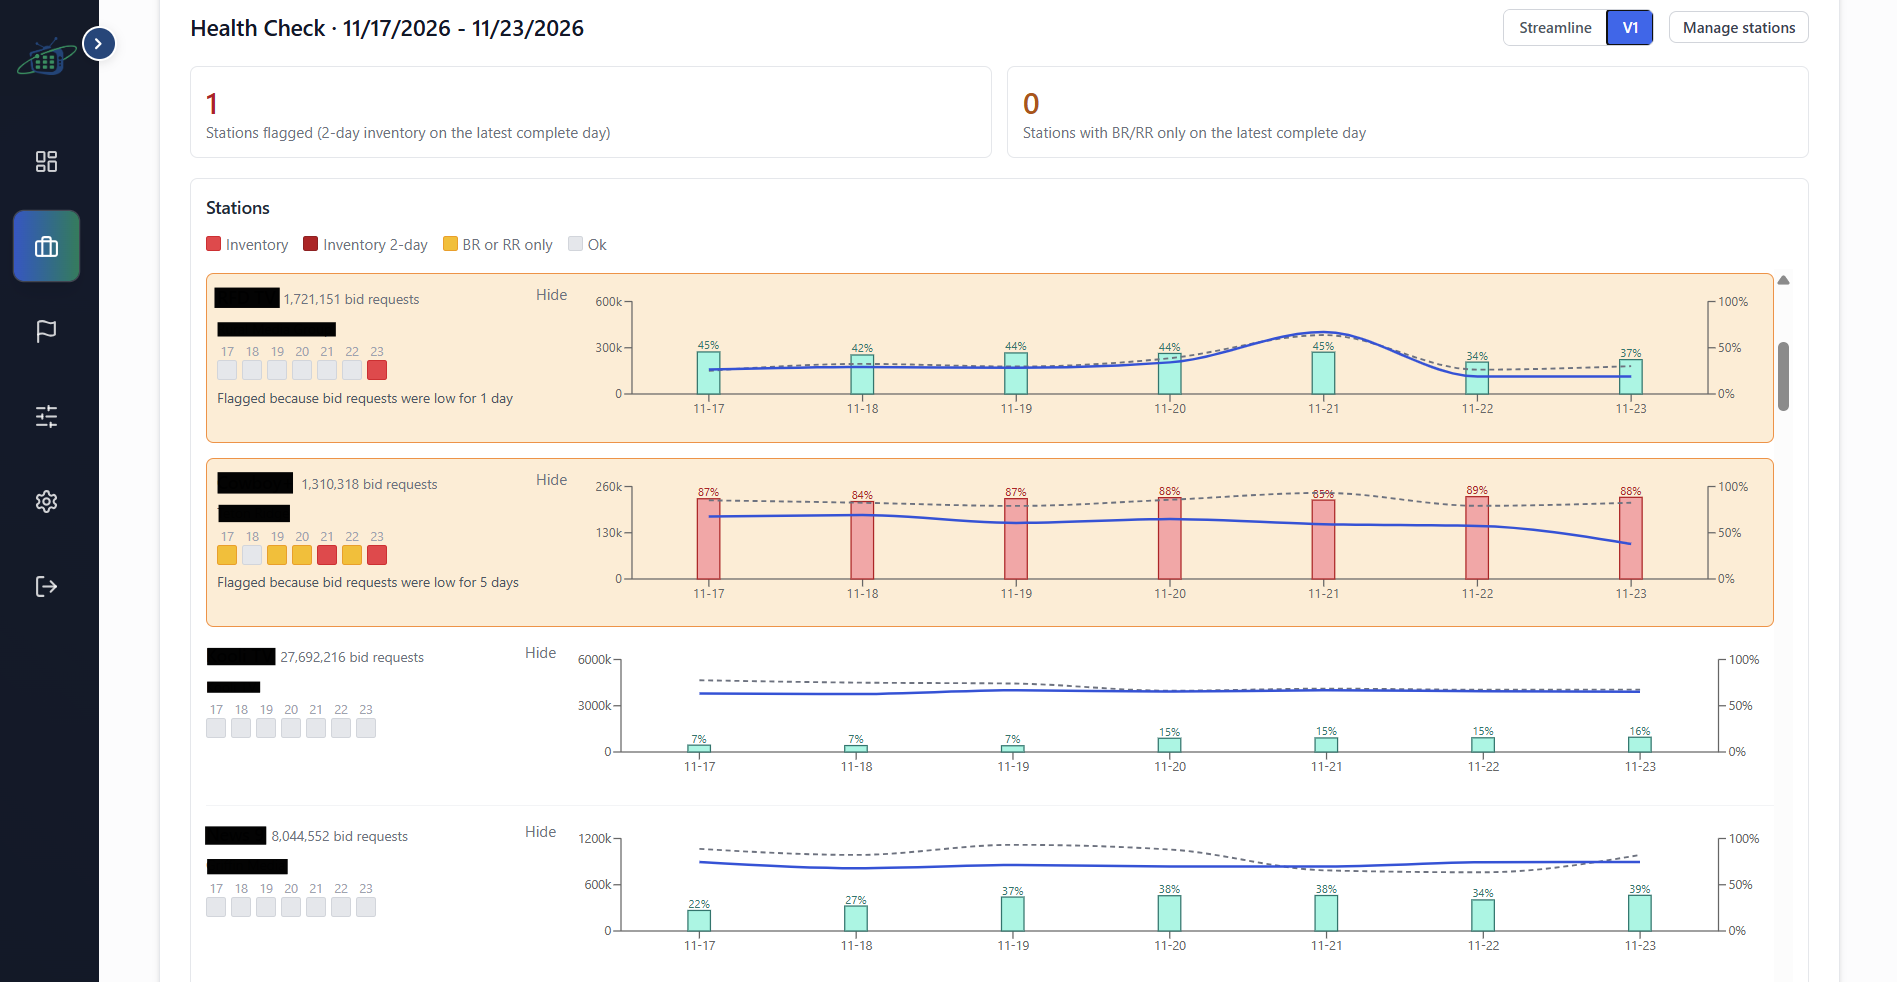 Health Check · 11/17/2026 - 11/23/2026
Streamline
V1
Manage stations
1
Stations flagged (2-day inventory on the latest complete day)
0
Stations with BR/RR only on the latest complete day
Stations
Inventory
Inventory 2-day
BR or RR only
Ok
1,721,151 bid requests
Hide
17 18 19 20 21 22 23
Flagged because bid requests were low for 1 day
600k
300k
0
45% 42% 44% 44% 45% 34% 37%
100%
50%
0%
11-17 11-18 11-19 11-20 11-21 11-22 11-23
1,310,318 bid requests
Hide
17 18 19 20 21 22 23
Flagged because bid requests were low for 5 days
260k
130k
0
87% 84% 87% 88% 85% 89% 88%
100%
50%
0%
11-17 11-18 11-19 11-20 11-21 11-22 11-23
27,692,216 bid requests
Hide
17 18 19 20 21 22 23
6000k
3000k
0
7% 7% 7% 15% 15% 15% 16%
100%
50%
0%
11-17 11-18 11-19 11-20 11-21 11-22 11-23
8,044,552 bid requests
Hide
17 18 19 20 21 22 23
1200k
600k
0
22% 27% 37% 38% 38% 34% 39%
100%
50%
0%
11-17 11-18 11-19 11-20 11-21 11-22 11-23